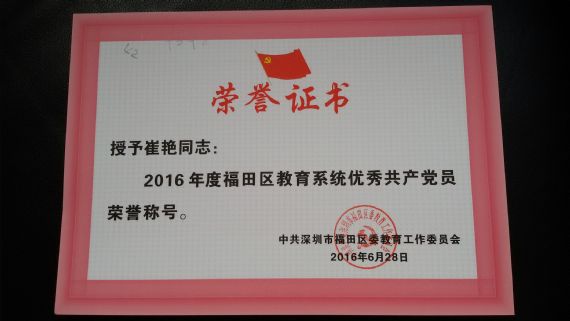 荣誉证书
授予崔艳同志：
2016年度福田区教育系统优秀共产党员
荣誉称号。
中共深圳市福田区委教育工作委员会
2016年6月28日